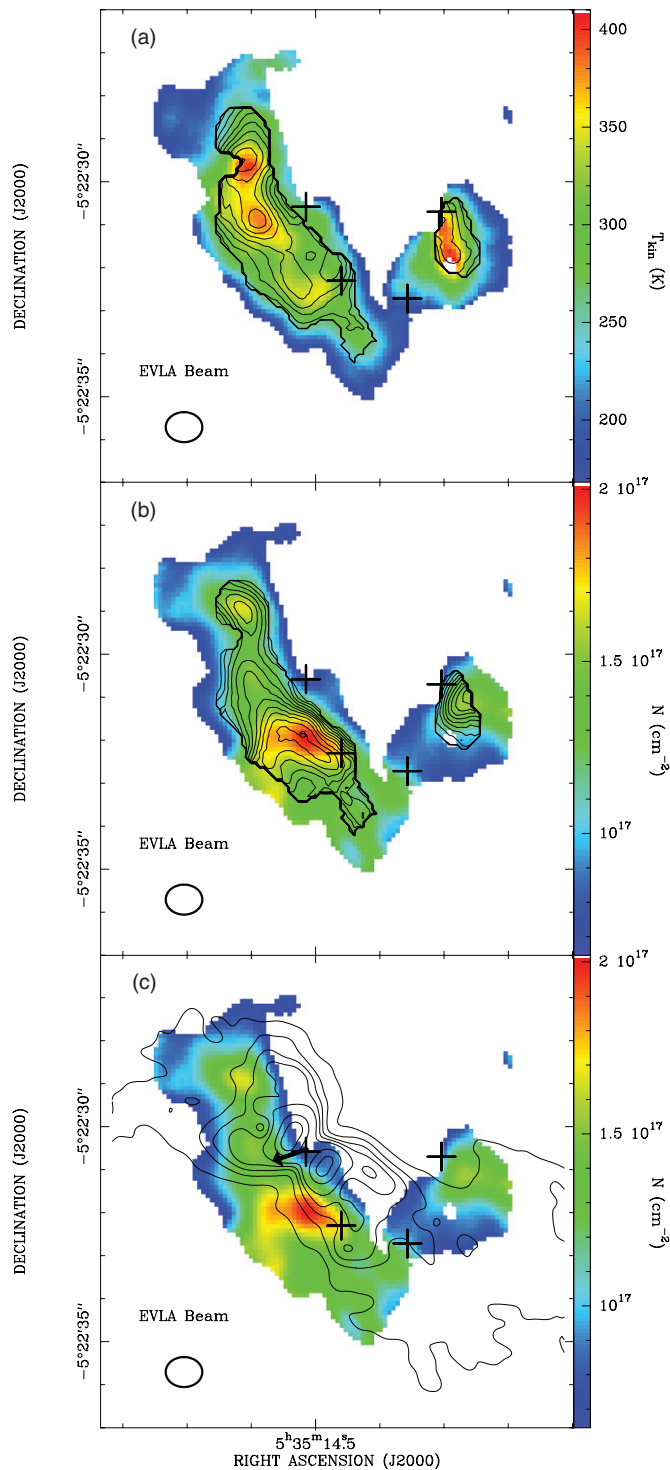 (a)
400
350
300
250
200
T_kin (K)
DECLINATION (J2000)
−5°22′30″
−5°22′35″
EVLA Beam
(b)
2 10^17
1.5 10^17
10^17
N (cm^−2)
DECLINATION (J2000)
−5°22′30″
−5°22′35″
EVLA Beam
(c)
2 10^17
1.5 10^17
10^17
N (cm^−2)
DECLINATION (J2000)
−5°22′30″
−5°22′35″
EVLA Beam
5^h35^m14^s.5
RIGHT ASCENSION (J2000)